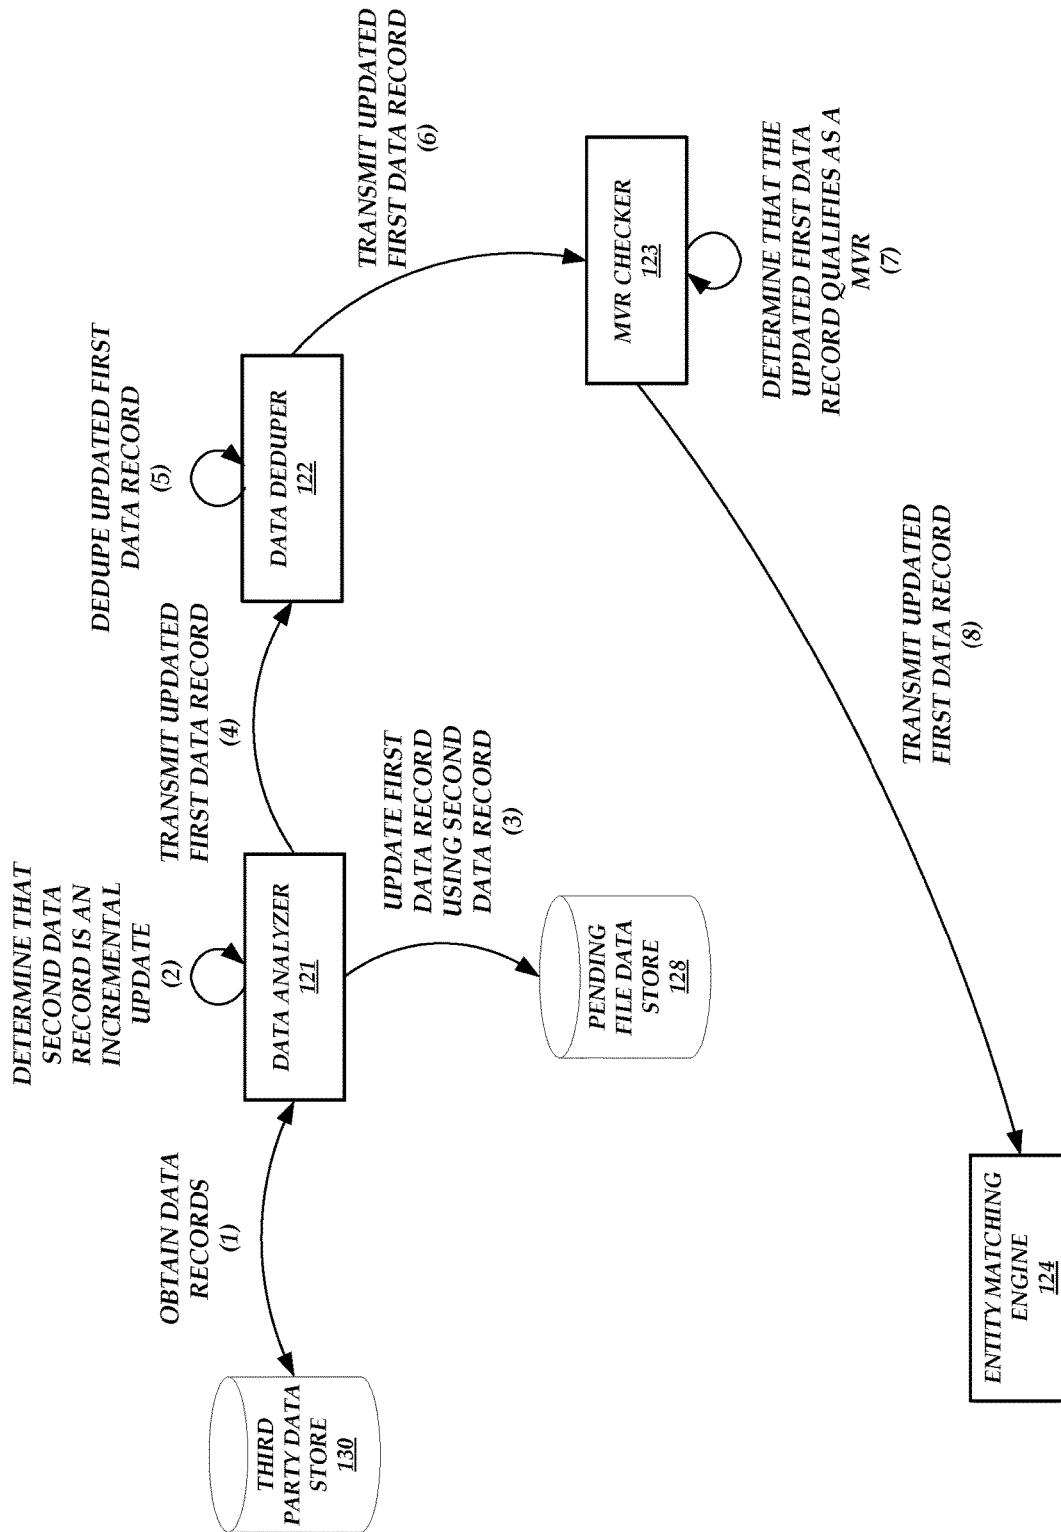 THIRD
PARTY DATA
STORE
130
OBTAIN DATA
RECORDS
(1)
DETERMINE THAT
SECOND DATA
RECORD IS AN
INCREMENTAL
UPDATE
(2)
DATA ANALYZER
121
UPDATE FIRST
DATA RECORD
USING SECOND
DATA RECORD
(3)
PENDING
FILE DATA
STORE
128
TRANSMIT UPDATED
FIRST DATA RECORD
(4)
DEDUPE UPDATED FIRST
DATA RECORD
(5)
DATA DEDUPER
122
TRANSMIT UPDATED
FIRST DATA RECORD
(6)
MVR CHECKER
123
DETERMINE THAT THE
UPDATED FIRST DATA
RECORD QUALIFIES AS A
MVR
(7)
TRANSMIT UPDATED
FIRST DATA RECORD
(8)
ENTITY MATCHING
ENGINE
124